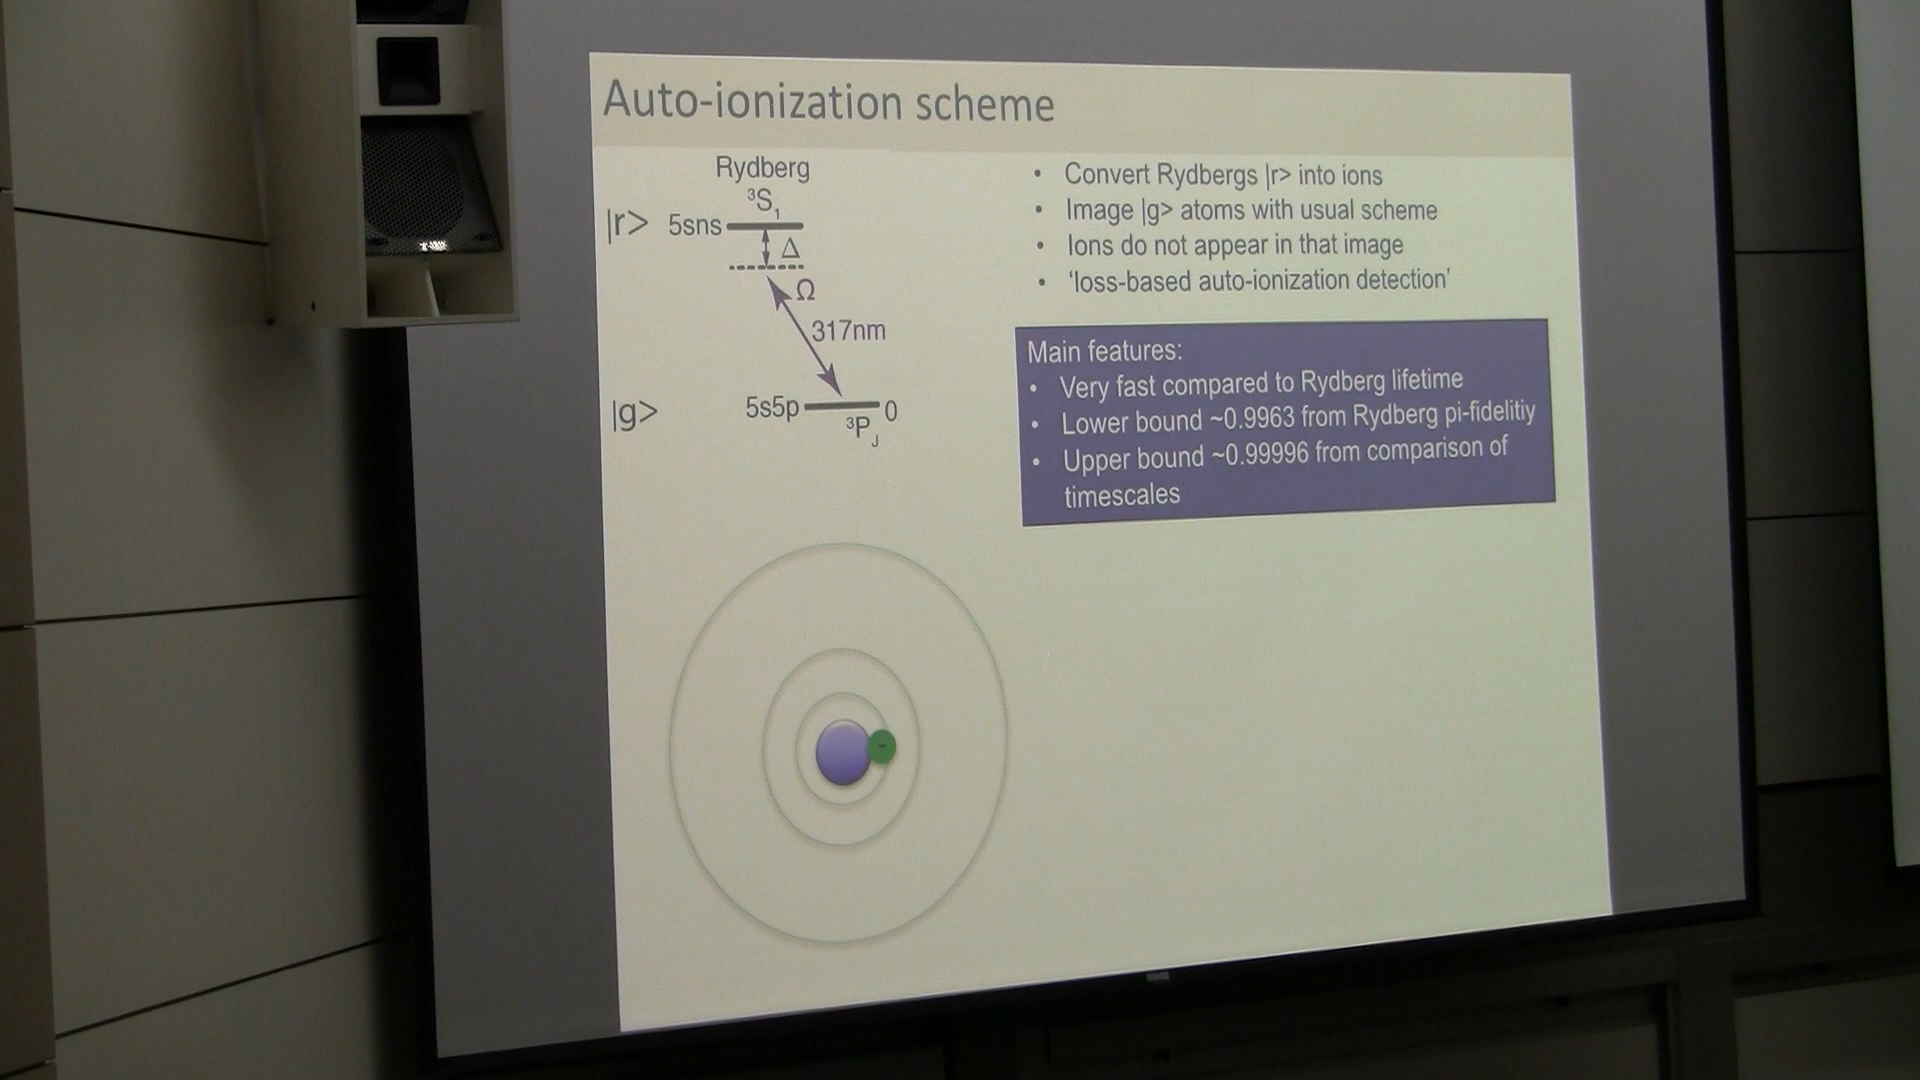 Auto-ionization scheme
Rydberg
³S₁
|r> 5sns
Δ
Ω
317nm
|g> 5s5p
0
³P_J
• Convert Rydbergs |r> into ions
• Image |g> atoms with usual scheme
• Ions do not appear in that image
• ‘loss-based auto-ionization detection’
Main features:
• Very fast compared to Rydberg lifetime
• Lower bound ~0.9963 from Rydberg pi-fidelitiy
• Upper bound ~0.99996 from comparison of
timescales
-